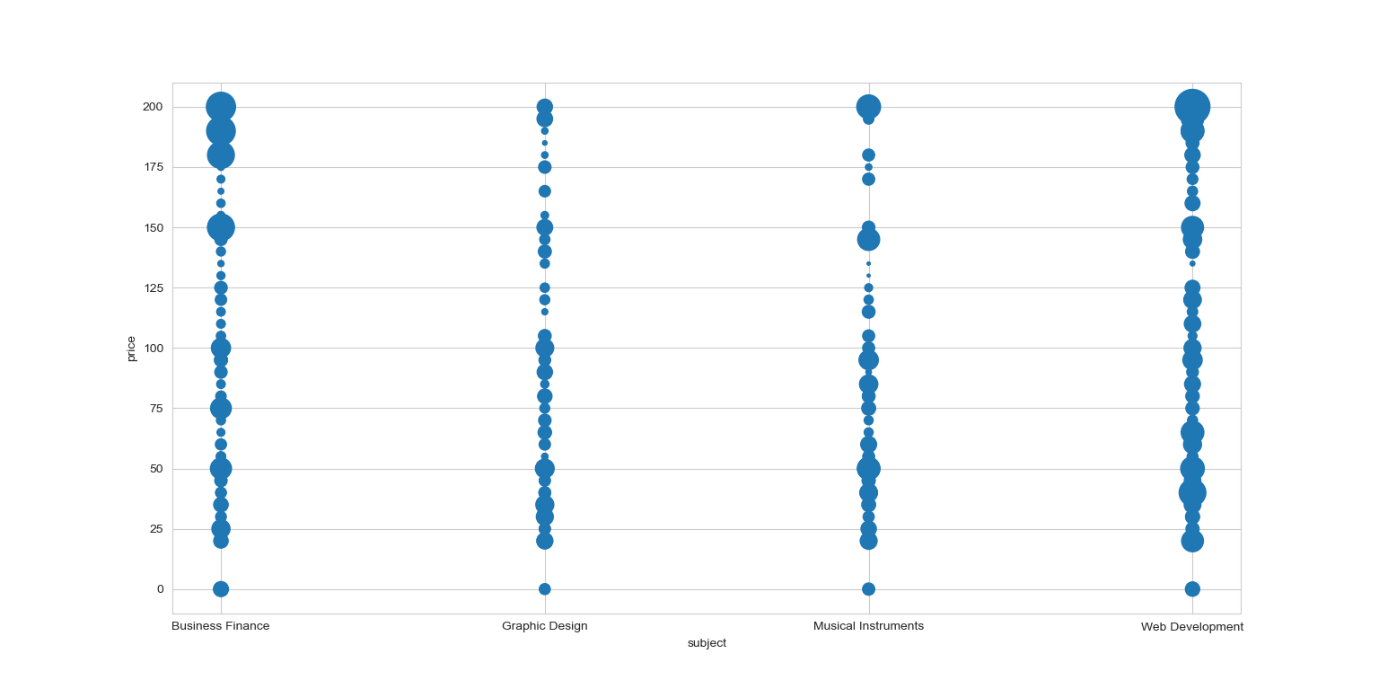 200
175
150
125
100
75
50
25
0
price
Business Finance
Graphic Design
Musical Instruments
Web Development
subject